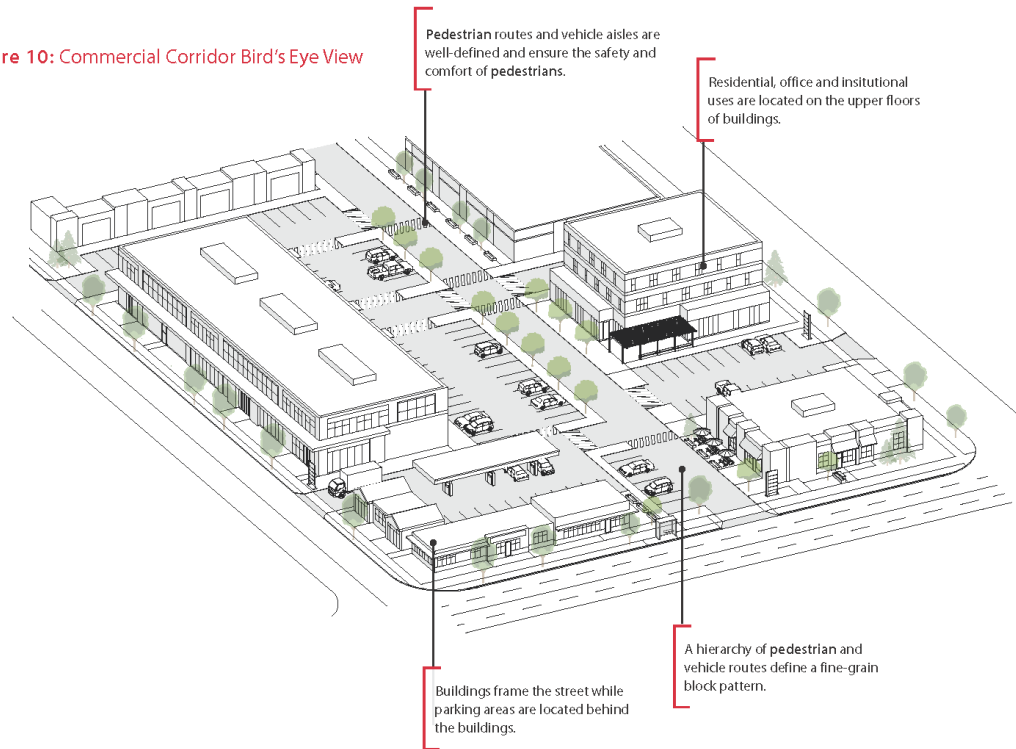 re 10: Commercial Corridor Bird's Eye View
Pedestrian routes and vehicle aisles are
well-defined and ensure the safety and
comfort of pedestrians.
Residential, office and insitutional
uses are located on the upper floors
of buildings.
A hierarchy of pedestrian and
vehicle routes define a fine-grain
block pattern.
Buildings frame the street while
parking areas are located behind
the buildings.